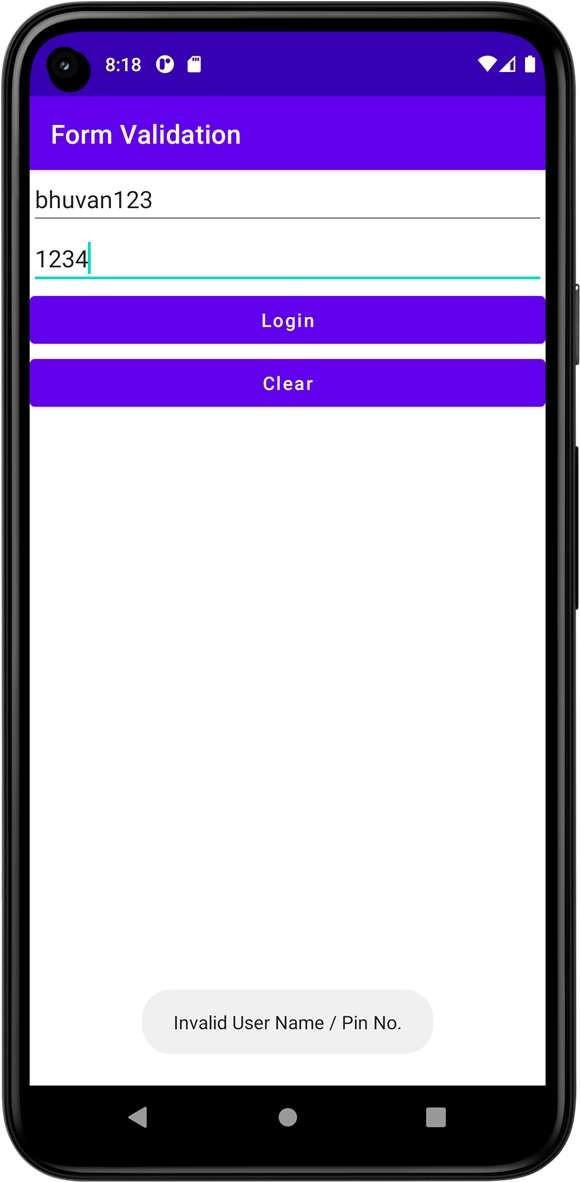 8:18
Form Validation
bhuvan123
1234
Login
Clear
Invalid User Name / Pin No.